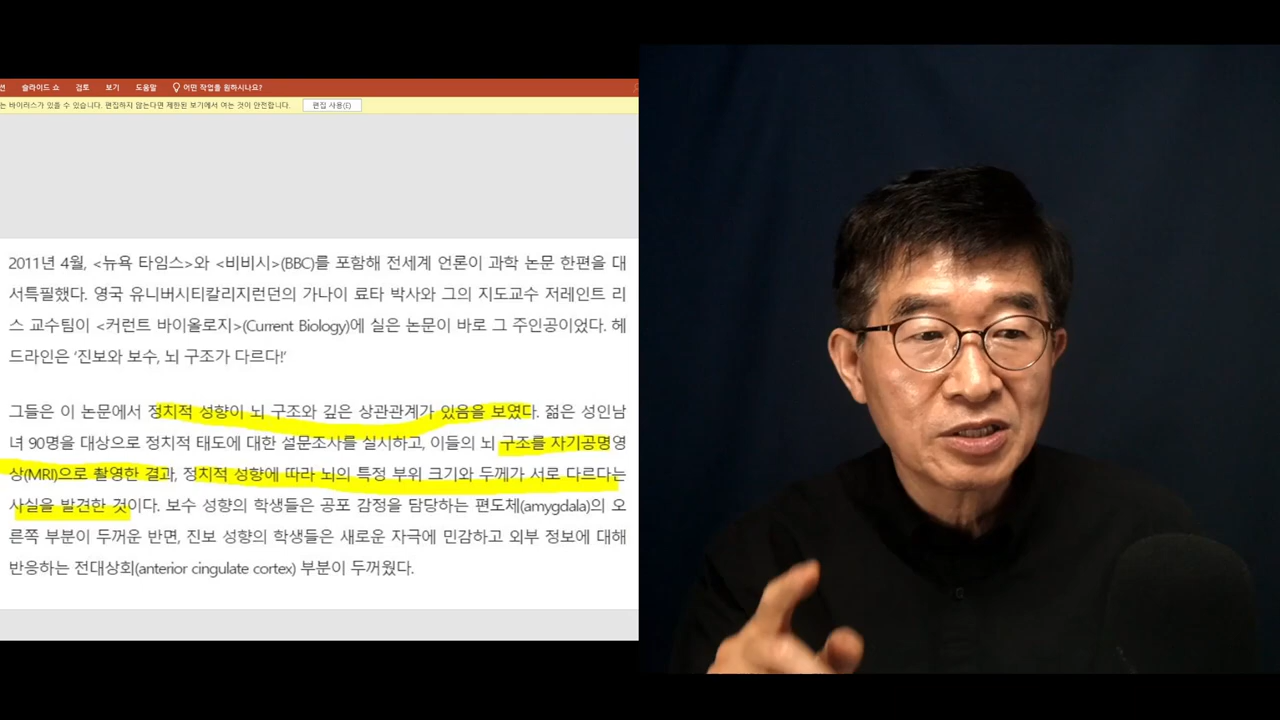 션 슬라이드 쇼 검토 보기 도움말 어떤 작업을 원하시나요?
는 바이러스가 있을 수 있습니다. 편집하지 않는다면 제한된 보기에서 여는 것이 안전합니다. 편집 사용(E)
2011년 4월, <뉴욕 타임스>와 <비비시>(BBC)를 포함해 전세계 언론이 과학 논문 한편을 대
서특필했다. 영국 유니버시티칼리지런던의 가나이 료타 박사와 그의 지도교수 저레인트 리
스 교수팀이 <커런트 바이올로지>(Current Biology)에 실은 논문이 바로 그 주인공이었다. 헤
드라인은 ‘진보와 보수, 뇌 구조가 다르다!’
그들은 이 논문에서 정치적 성향이 뇌 구조와 깊은 상관관계가 있음을 보였다. 젊은 성인남
녀 90명을 대상으로 정치적 태도에 대한 설문조사를 실시하고, 이들의 뇌 구조를 자기공명영
상(MRI)으로 촬영한 결과, 정치적 성향에 따라 뇌의 특정 부위 크기와 두께가 서로 다르다는
사실을 발견한 것이다. 보수 성향의 학생들은 공포 감정을 담당하는 편도체(amygdala)의 오
른쪽 부분이 두꺼운 반면, 진보 성향의 학생들은 새로운 자극에 민감하고 외부 정보에 대해
반응하는 전대상회(anterior cingulate cortex) 부분이 두꺼웠다.